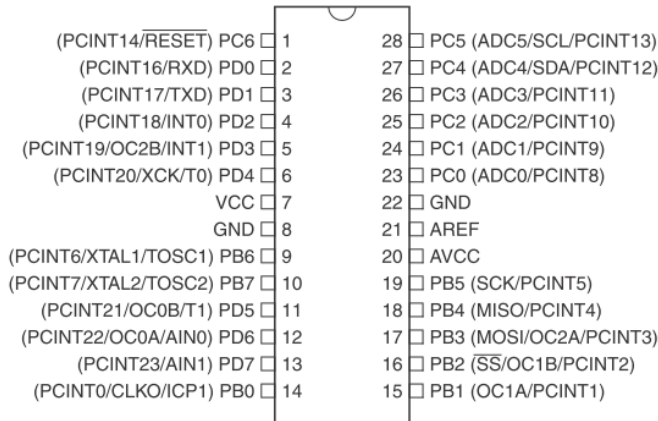 (PCINT14/RESET) PC6 1 28 PC5 (ADC5/SCL/PCINT13)
(PCINT16/RXD) PD0 2 27 PC4 (ADC4/SDA/PCINT12)
(PCINT17/TXD) PD1 3 26 PC3 (ADC3/PCINT11)
(PCINT18/INT0) PD2 4 25 PC2 (ADC2/PCINT10)
(PCINT19/OC2B/INT1) PD3 5 24 PC1 (ADC1/PCINT9)
(PCINT20/XCK/T0) PD4 6 23 PC0 (ADC0/PCINT8)
VCC 7 22 GND
GND 8 21 AREF
(PCINT6/XTAL1/TOSC1) PB6 9 20 AVCC
(PCINT7/XTAL2/TOSC2) PB7 10 19 PB5 (SCK/PCINT5)
(PCINT21/OC0B/T1) PD5 11 18 PB4 (MISO/PCINT4)
(PCINT22/OC0A/AIN0) PD6 12 17 PB3 (MOSI/OC2A/PCINT3)
(PCINT23/AIN1) PD7 13 16 PB2 (SS/OC1B/PCINT2)
(PCINT0/CLKO/ICP1) PB0 14 15 PB1 (OC1A/PCINT1)